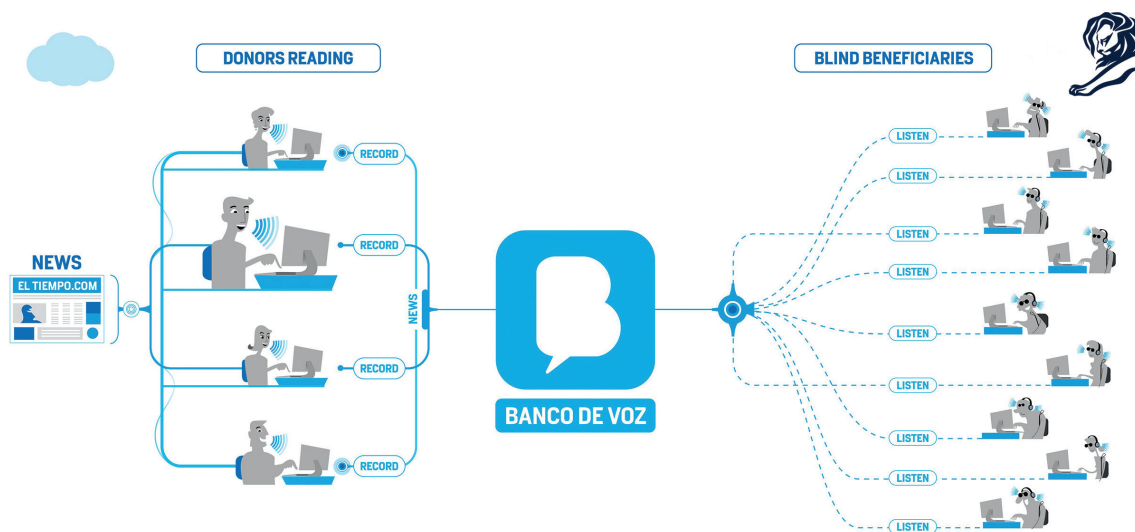 DONORS READING
BLIND BENEFICIARIES
RECORD
RECORD
RECORD
RECORD
NEWS
EL TIEMPO.COM
NEWS
BANCO DE VOZ
LISTEN
LISTEN
LISTEN
LISTEN
LISTEN
LISTEN
LISTEN
LISTEN
LISTEN